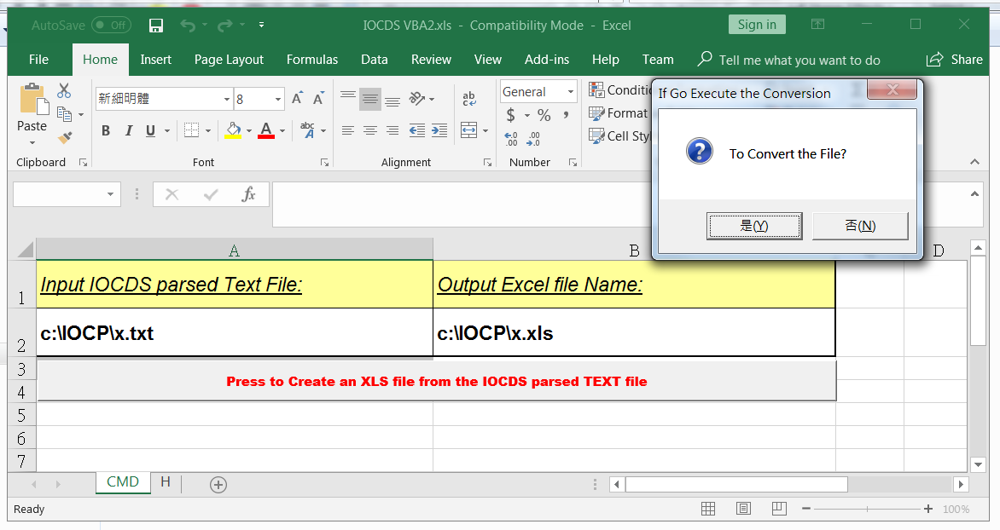 AutoSave Off IOCDS VBA2.xls - Compatibility Mode - Excel Sign in
File Home Insert Page Layout Formulas Data Review View Add-ins Help Team Tell me what you want to do Share
If Go Execute the Conversion
To Convert the File?
是(Y) 否(N)
Paste
Clipboard
新細明體 8
B I U A
Font
ab
Alignment
General
$ % ,
Number
Conditi
Format
Cell Sty
fx
A B D
1 Input IOCDS parsed Text File: Output Excel file Name:
2 c:\IOCP\x.txt c:\IOCP\x.xls
3
Press to Create an XLS file from the IOCDS parsed TEXT file
4
5
6
7
CMD H
Ready 100%